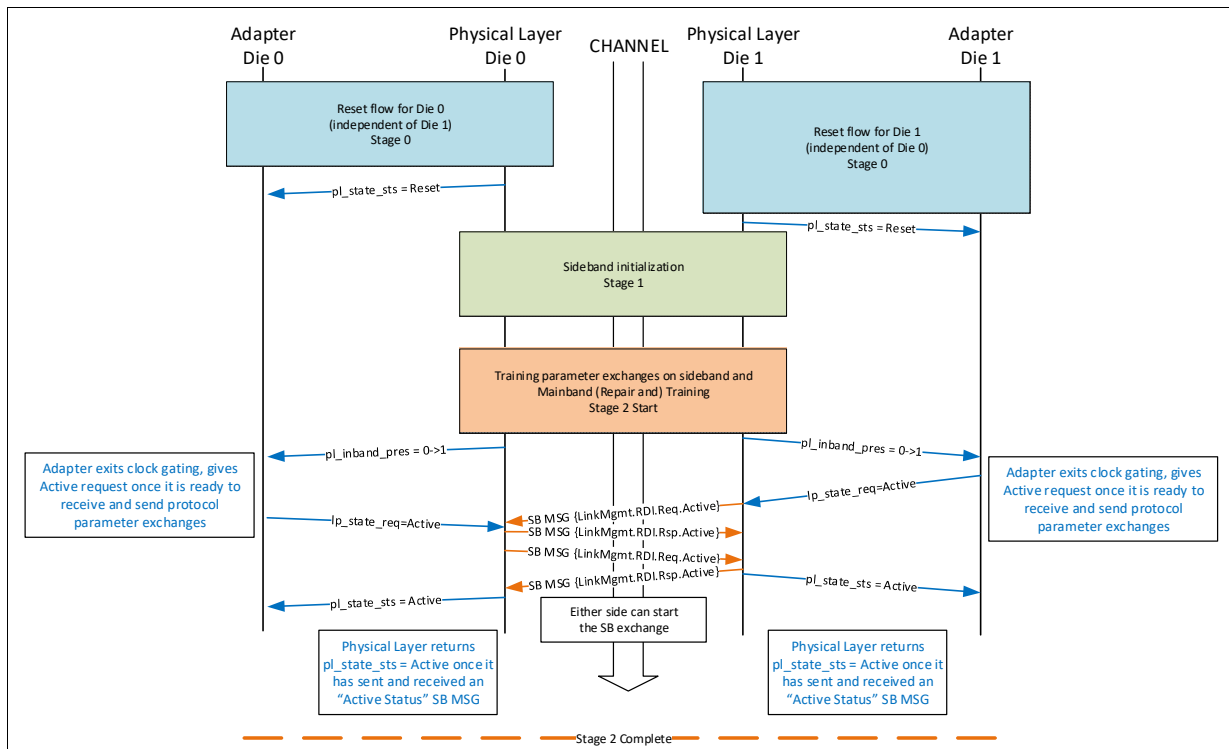 Adapter
Die 0
Physical Layer
Die 0
CHANNEL
Physical Layer
Die 1
Adapter
Die 1
Reset flow for Die 0
(independent of Die 1)
Stage 0
Reset flow for Die 1
(independent of Die 0)
Stage 0
pl_state_sts = Reset
pl_state_sts = Reset
Sideband initialization
Stage 1
Training parameter exchanges on sideband and
Mainband (Repair and) Training
Stage 2 Start
pl_inband_pres = 0->1
pl_inband_pres = 0->1
Adapter exits clock gating, gives
Active request once it is ready to
receive and send protocol
parameter exchanges
Adapter exits clock gating, gives
Active request once it is ready to
receive and send protocol
parameter exchanges
lp_state_req=Active
lp_state_req=Active
SB MSG {LinkMgmt.RDI.Req.Active}
SB MSG {LinkMgmt.RDI.Rsp.Active}
SB MSG {LinkMgmt.RDI.Req.Active}
SB MSG {LinkMgmt.RDI.Rsp.Active}
pl_state_sts = Active
pl_state_sts = Active
Either side can start
the SB exchange
Physical Layer returns
pl_state_sts = Active once it
has sent and received an
“Active Status” SB MSG
Physical Layer returns
pl_state_sts = Active once it
has sent and received an
“Active Status” SB MSG
Stage 2 Complete